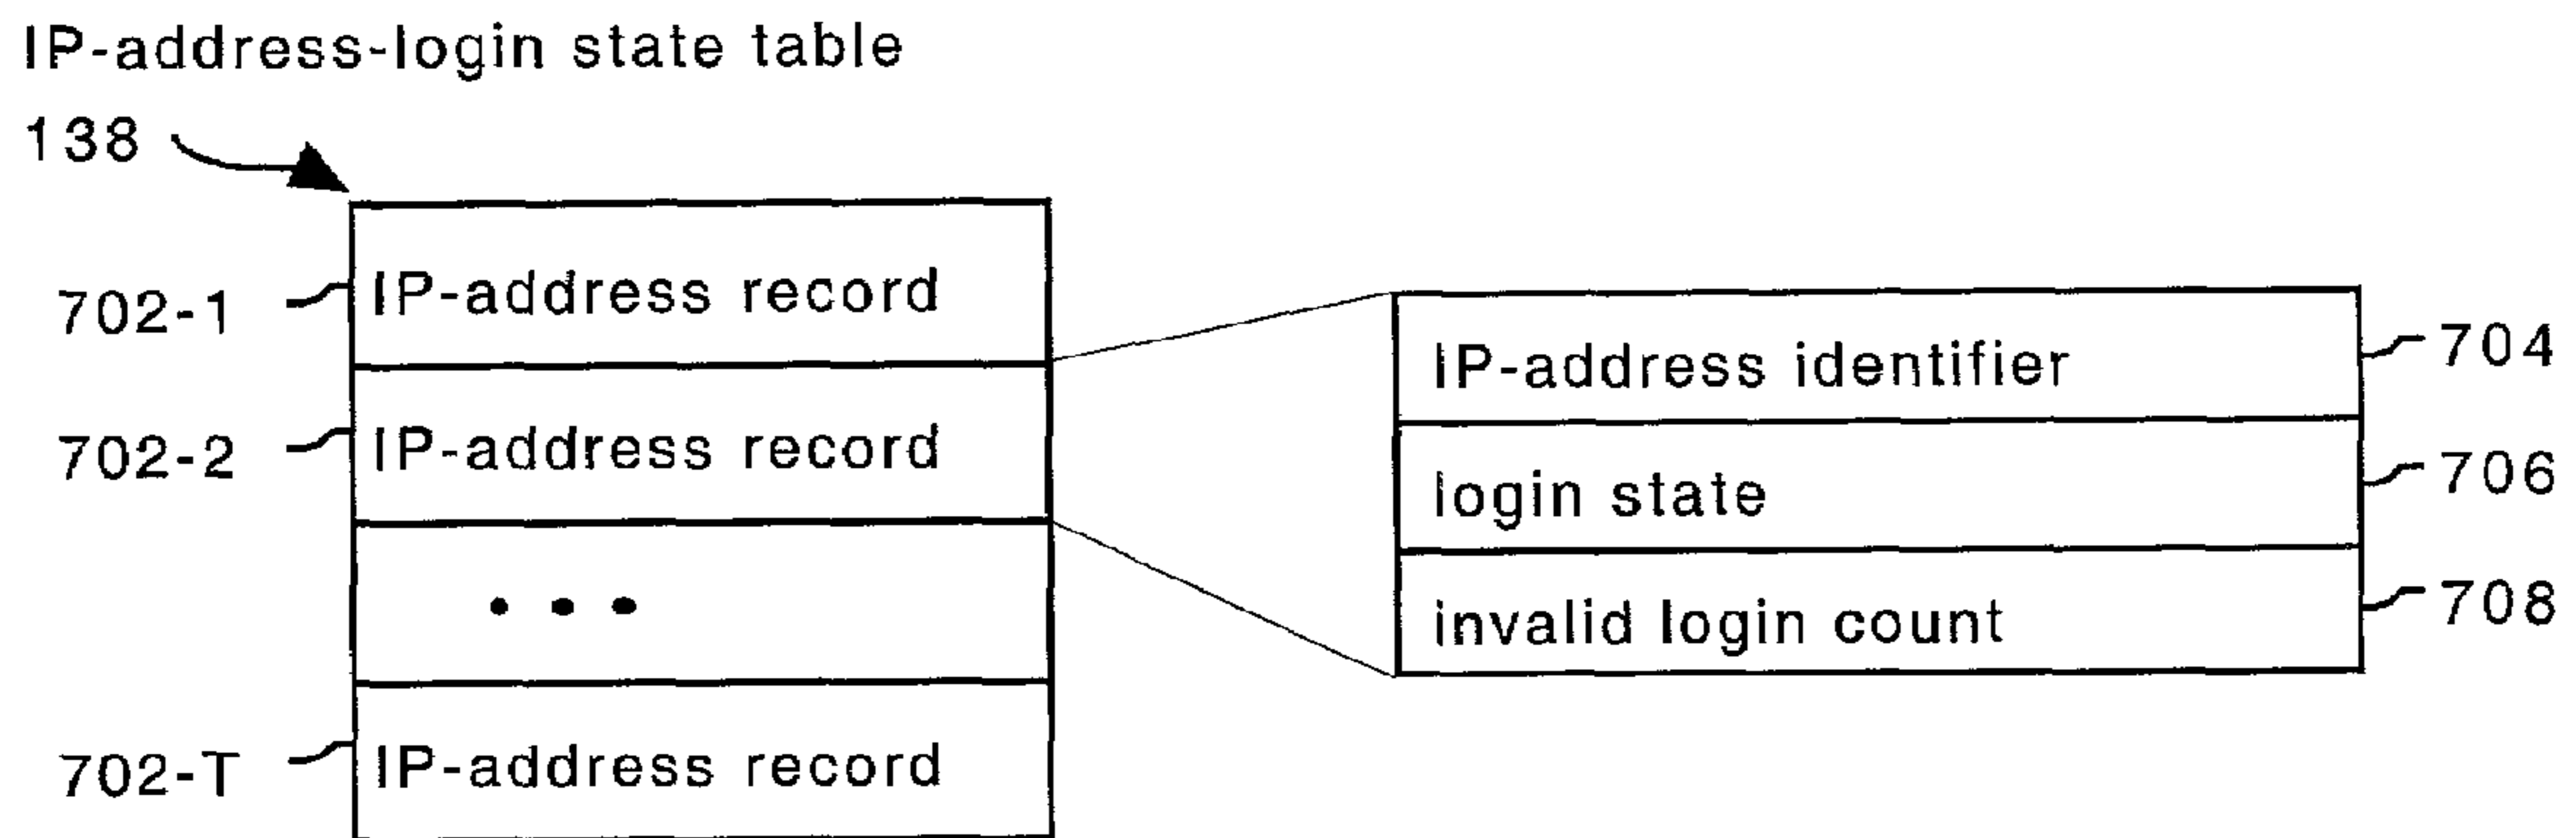 IP-address-login state table
138
702-1 IP-address record
702-2 IP-address record
• • •
702-T IP-address record
IP-address identifier 704
login state 706
invalid login count 708